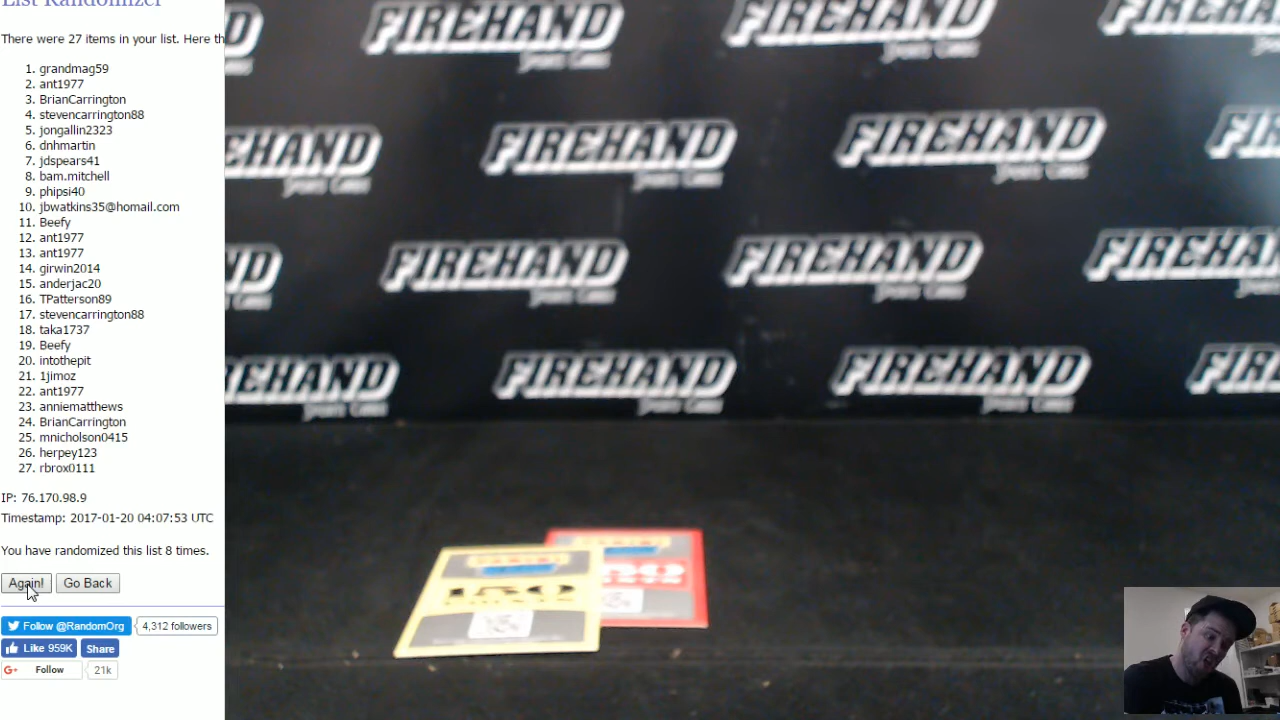 List Randomizer
There were 27 items in your list. Here th
1. grandmag59
2. ant1977
3. BrianCarrington
4. stevencarrington88
5. jongallin2323
6. dnhmartin
7. jdspears41
8. bam.mitchell
9. phipsi40
10. jbwatkins35@homail.com
11. Beefy
12. ant1977
13. ant1977
14. girwin2014
15. anderjac20
16. TPatterson89
17. stevencarrington88
18. taka1737
19. Beefy
20. intothepit
21. 1jimoz
22. ant1977
23. anniematthews
24. BrianCarrington
25. mnicholson0415
26. herpey123
27. rbrox0111
IP: 76.170.98.9
Timestamp: 2017-01-20 04:07:53 UTC
You have randomized this list 8 times.
Again! Go Back
Follow @RandomOrg 4,312 followers
Like 959K Share
G+ Follow 21k
FIREHAND FIREHAND
FIREHAND FIREHAND
FIREHAND FIREHAND FIREHAND
FIREHAND FIREHAND
PANINI
150
POINTS